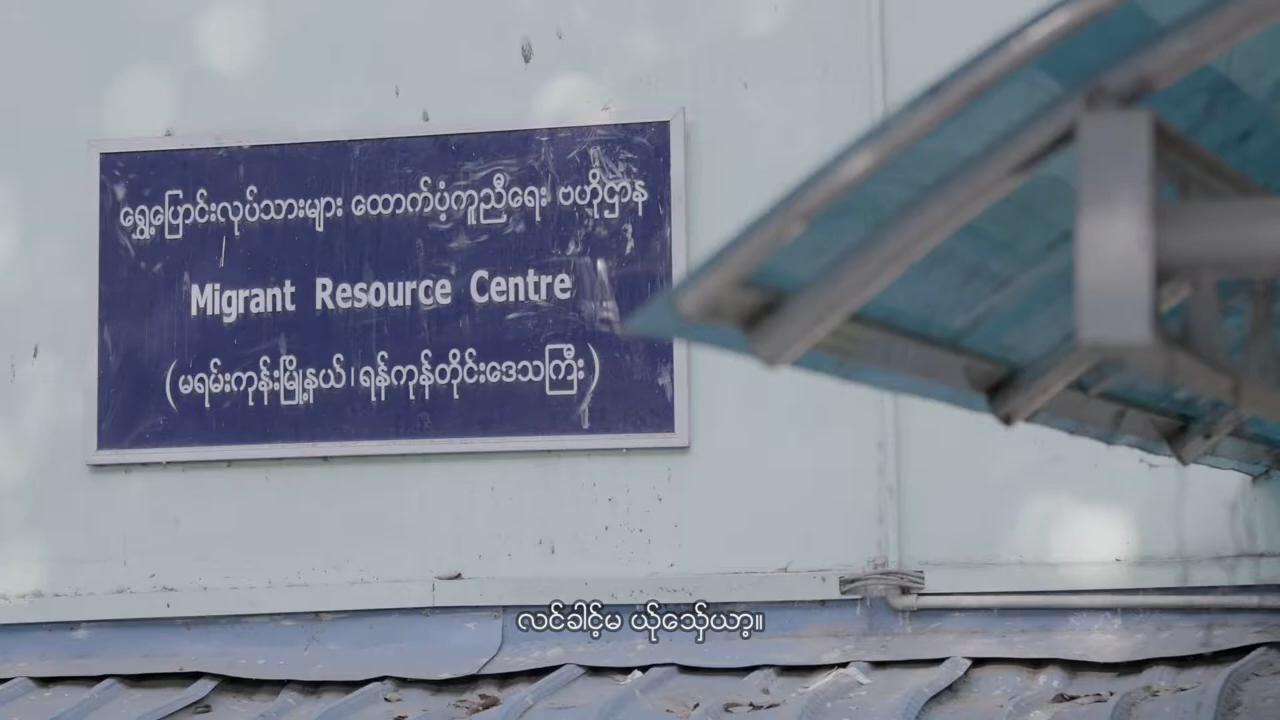 ရွှေ့ပြောင်းလုပ်သားများ ထောက်ပံ့ကူညီရေး ဗဟိုဌာန
Migrant Resource Centre
(မရမ်းကုန်းမြို့နယ်၊ ရန်ကုန်တိုင်းဒေသကြီး)
လင်ခါင့်မ ယ့ု်သှေ်ယာ့။